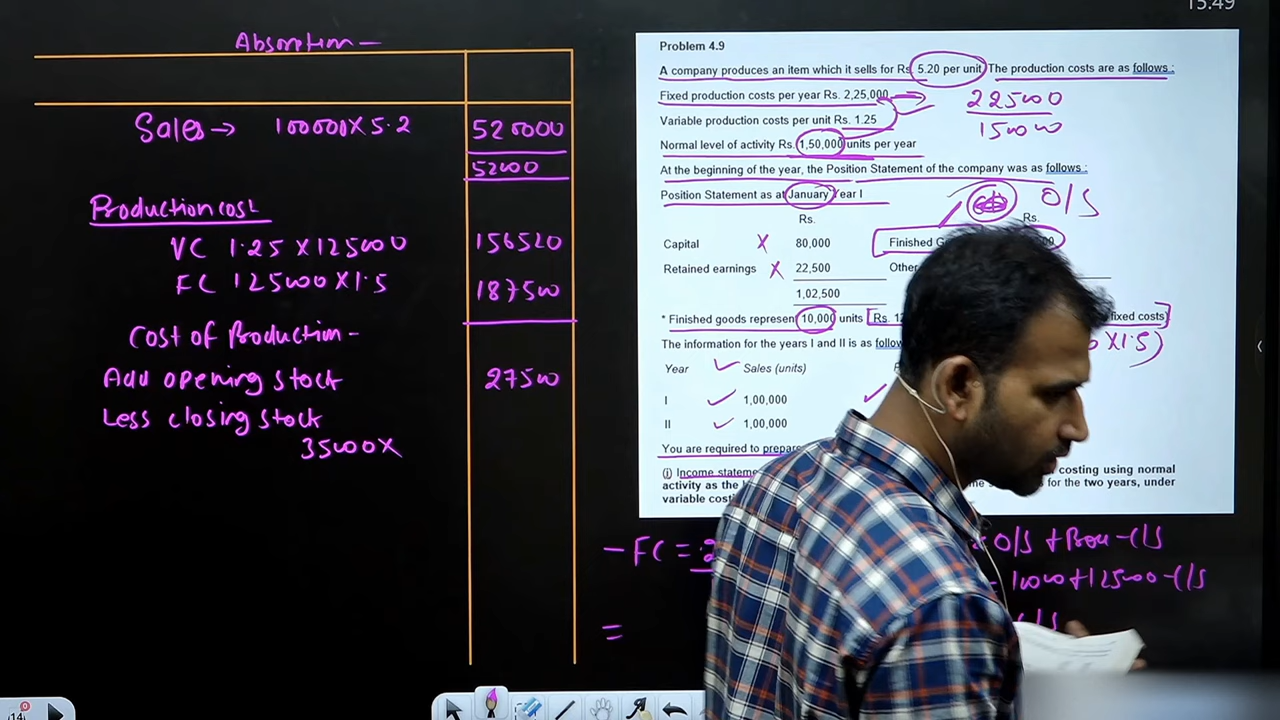 15:49
Absorption —
Sales → 100000 X 5.2 520000
52000
Production cost
VC 1.25 X 125000 156520
FC 125000 X 1.5 187500
Cost of Production -
Add opening stock 27500
Less closing stock
35000 X
Problem 4.9
A company produces an item which it sells for Rs 5.20 per unit The production costs are as follows :
Fixed production costs per year Rs. 2,25,000
225000
Variable production costs per unit Rs. 1.25
150000
Normal level of activity Rs. 1,50,000 units per year
At the beginning of the year, the Position Statement of the company was as follows :
Position Statement as at January Year I
O/S
Rs. Rs.
Capital X 80,000 Finished
Retained earnings X 22,500 Other
1,02,500
* Finished goods represent 10,000 units Rs. fixed costs)
X 1.5)
The information for the years I and II is as
Year Sales (units)
I 1,00,000
II 1,00,000
You are required to
(i) Income costing using normal
activity as the for the two years, under
variable
- FC =
O/S + Prou - C/S
= 1000 + 12500 - C/S
=
C/S
14